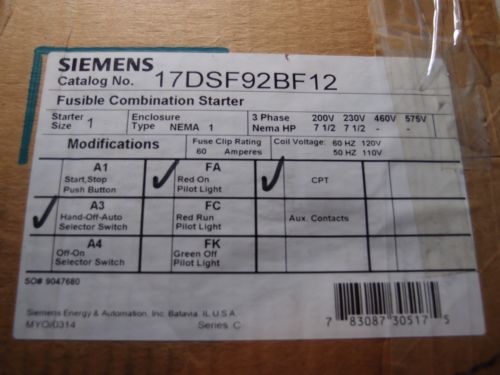 SIEMENS
Catalog No. 17DSF92BF12
Fusible Combination Starter
Starter Size 1
Enclosure Type NEMA 1
3 Phase 200V 230V 460V 575V
Nema HP 7 1/2 7 1/2 - -
Modifications
Fuse Clip Rating
60 Amperes
Coil Voltage: 60 HZ 120V
50 HZ 110V
A1
Start,Stop
Push Button
FA
Red On
Pilot Light
CPT
A3
Hand-Off-Auto
Selector Switch
FC
Red Run
Pilot Light
Aux. Contacts
A4
Off-On
Selector Switch
FK
Green Off
Pilot Light
SO# 9047680
Siemens Energy & Automation, Inc. Batavia, IL U.S.A.
MYO/0314 Series C
7 83087 30517 5